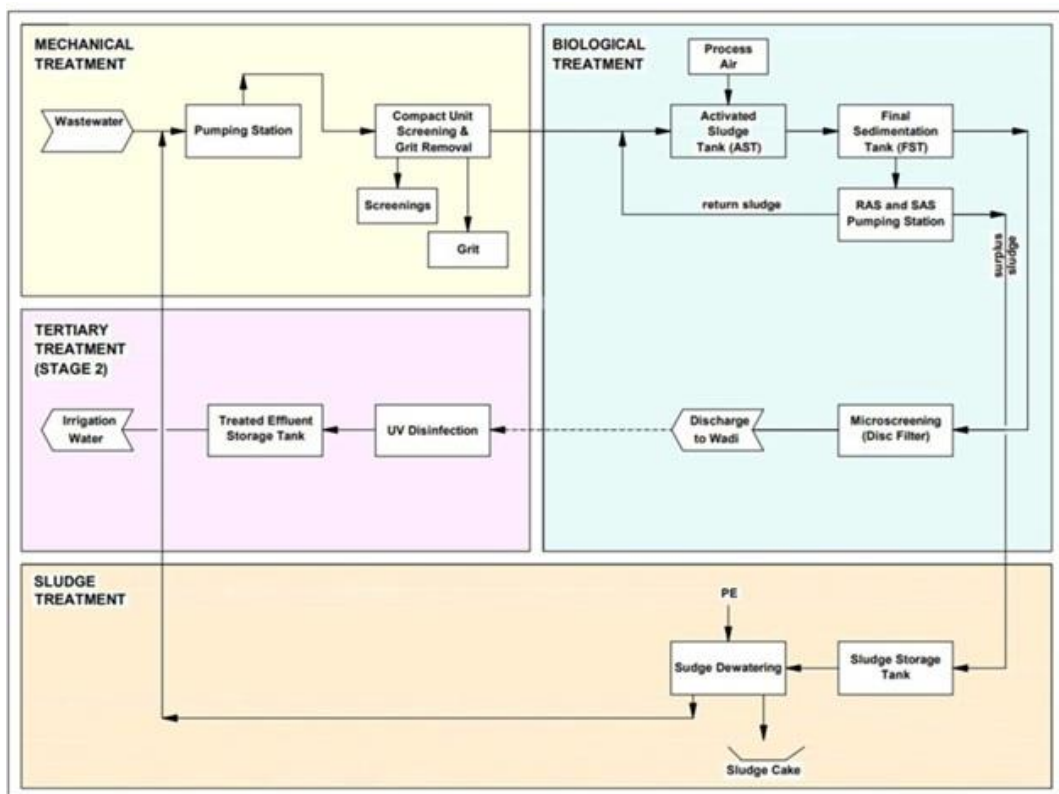 MECHANICAL
TREATMENT
Wastewater
Pumping Station
Compact Unit
Screening &
Grit Removal
Screenings
Grit
BIOLOGICAL
TREATMENT
Process
Air
Activated
Sludge
Tank (AST)
Final
Sedimentation
Tank (FST)
return sludge
RAS and SAS
Pumping Station
surplus
sludge
TERTIARY
TREATMENT
(STAGE 2)
Irrigation
Water
Treated Effluent
Storage Tank
UV Disinfection
Discharge
to Wadi
Microscreening
(Disc Filter)
SLUDGE
TREATMENT
PE
Sudge Dewatering
Sludge Storage
Tank
Sludge Cake